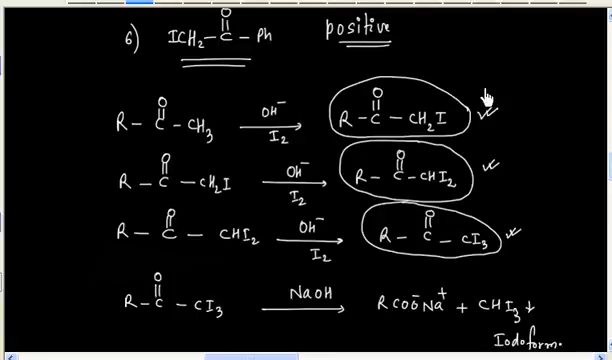 6) ICH2 – C(=O) – Ph positive
R – C(=O) – CH3 OH⁻ / I2 → R – C(=O) – CH2I ✓
R – C(=O) – CH2I OH⁻ / I2 → R – C(=O) – CHI2 ✓
R – C(=O) – CHI2 OH⁻ / I2 → R – C(=O) – CI3 ✓
R – C(=O) – CI3 NaOH → RCOO⁻Na⁺ + CHI3 ↓
Iodoform.